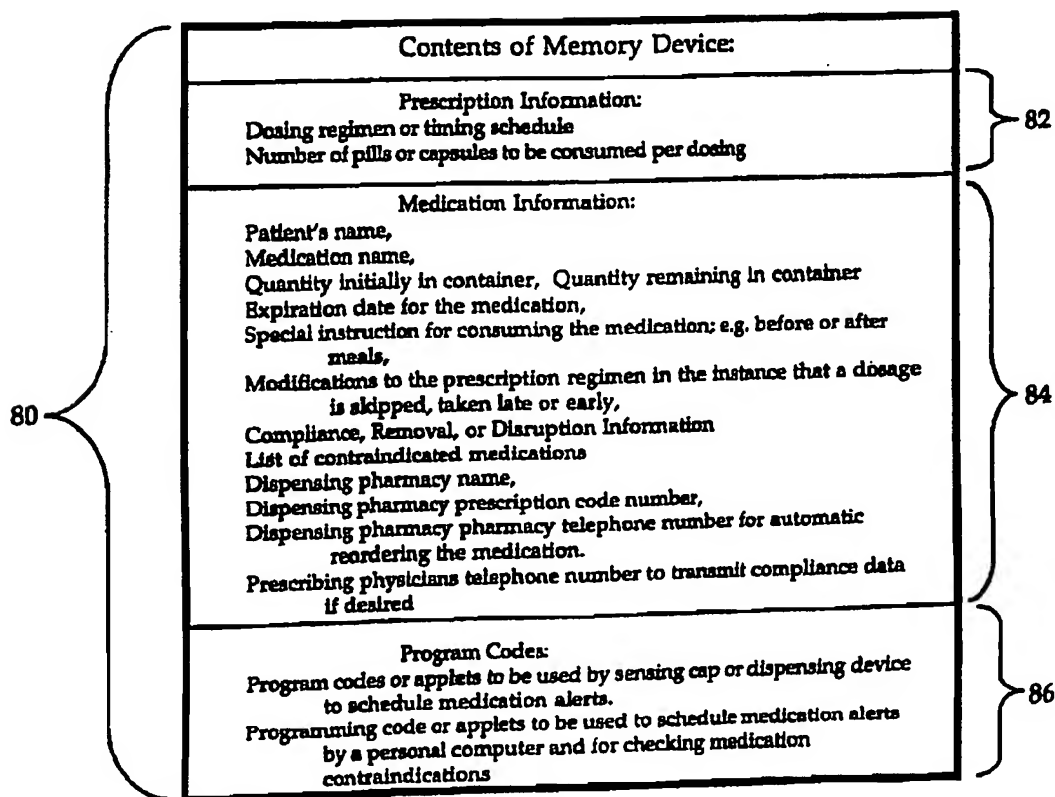 Contents of Memory Device:
Prescription Information:
Dosing regimen or timing schedule
Number of pills or capsules to be consumed per dosing
82
Medication Information:
Patient's name,
Medication name,
Quantity initially in container, Quantity remaining in container
Expiration date for the medication,
Special instruction for consuming the medication; e.g. before or after
meals,
Modifications to the prescription regimen in the instance that a dosage
is skipped, taken late or early,
80
84
Compliance, Removal, or Disruption Information
List of contraindicated medications
Dispensing pharmacy name,
Dispensing pharmacy prescription code number,
Dispensing pharmacy pharmacy telephone number for automatic
reordering the medication.
Prescribing physicians telephone number to transmit compliance data
if desired
Program Codes:
Program codes or applets to be used by sensing cap or dispensing device
to schedule medication alerts.
86
Programming code or applets to be used to schedule medication alerts
by a personal computer and for checking medication
contraindications